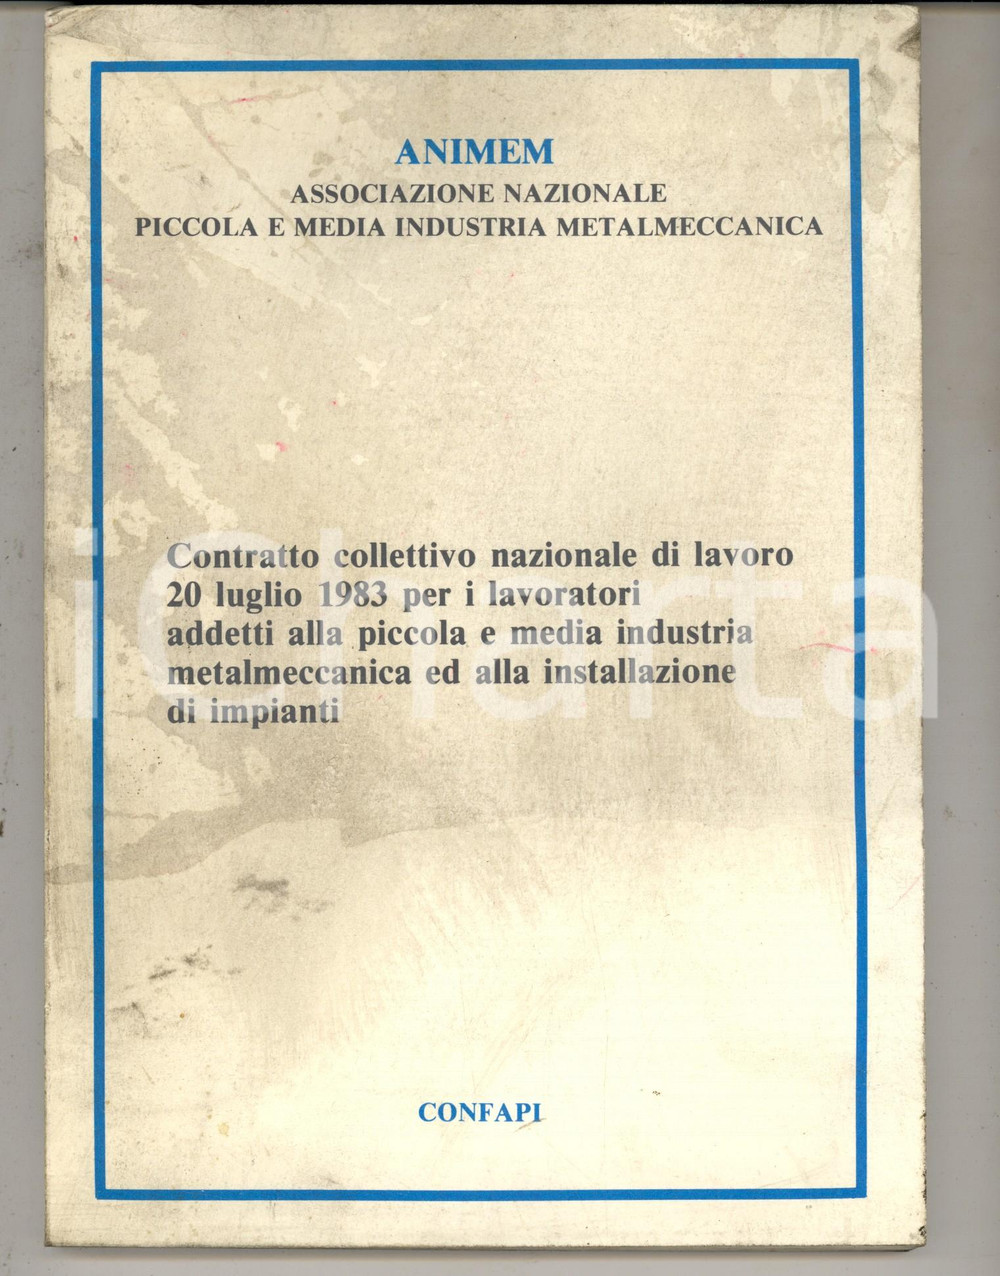 ANIMEM
ASSOCIAZIONE NAZIONALE
PICCOLA E MEDIA INDUSTRIA METALMECCANICA
Contratto collettivo nazionale di lavoro
20 luglio 1983 per i lavoratori
addetti alla piccola e media industria
metalmeccanica ed alla installazione
di impianti
iCharta
CONFAPI